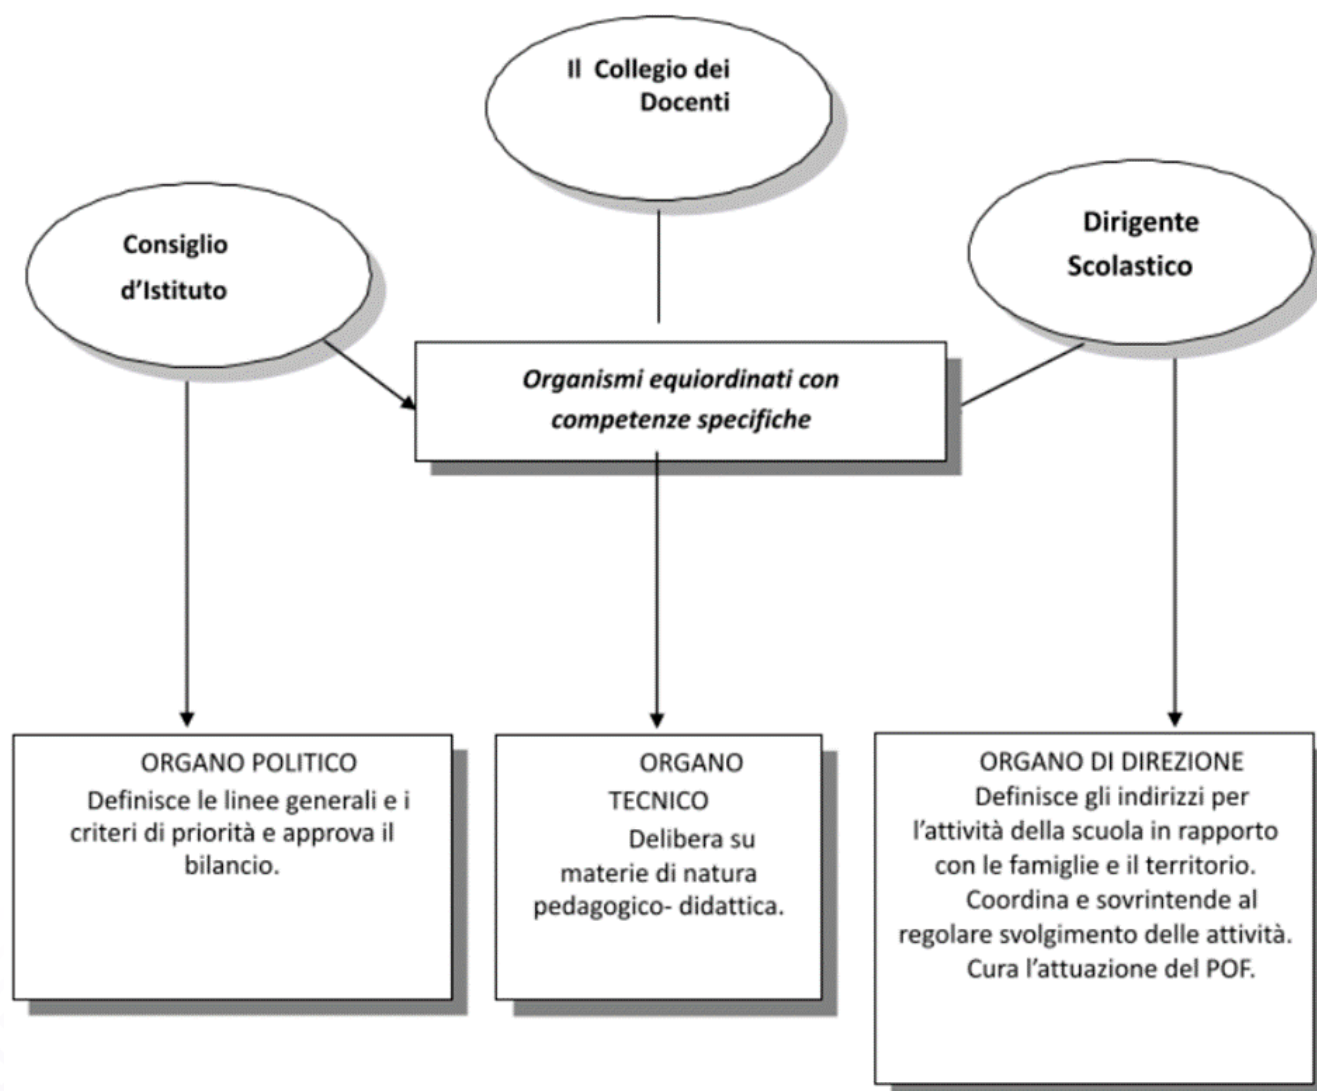 Il Collegio dei
Docenti
Consiglio
d’Istituto
Dirigente
Scolastico
Organismi equiordinati con
competenze specifiche
ORGANO POLITICO
Definisce le linee generali e i
criteri di priorità e approva il
bilancio.
ORGANO
TECNICO
Delibera su
materie di natura
pedagogico- didattica.
ORGANO DI DIREZIONE
Definisce gli indirizzi per
l’attività della scuola in rapporto
con le famiglie e il territorio.
Coordina e sovrintende al
regolare svolgimento delle attività.
Cura l’attuazione del POF.